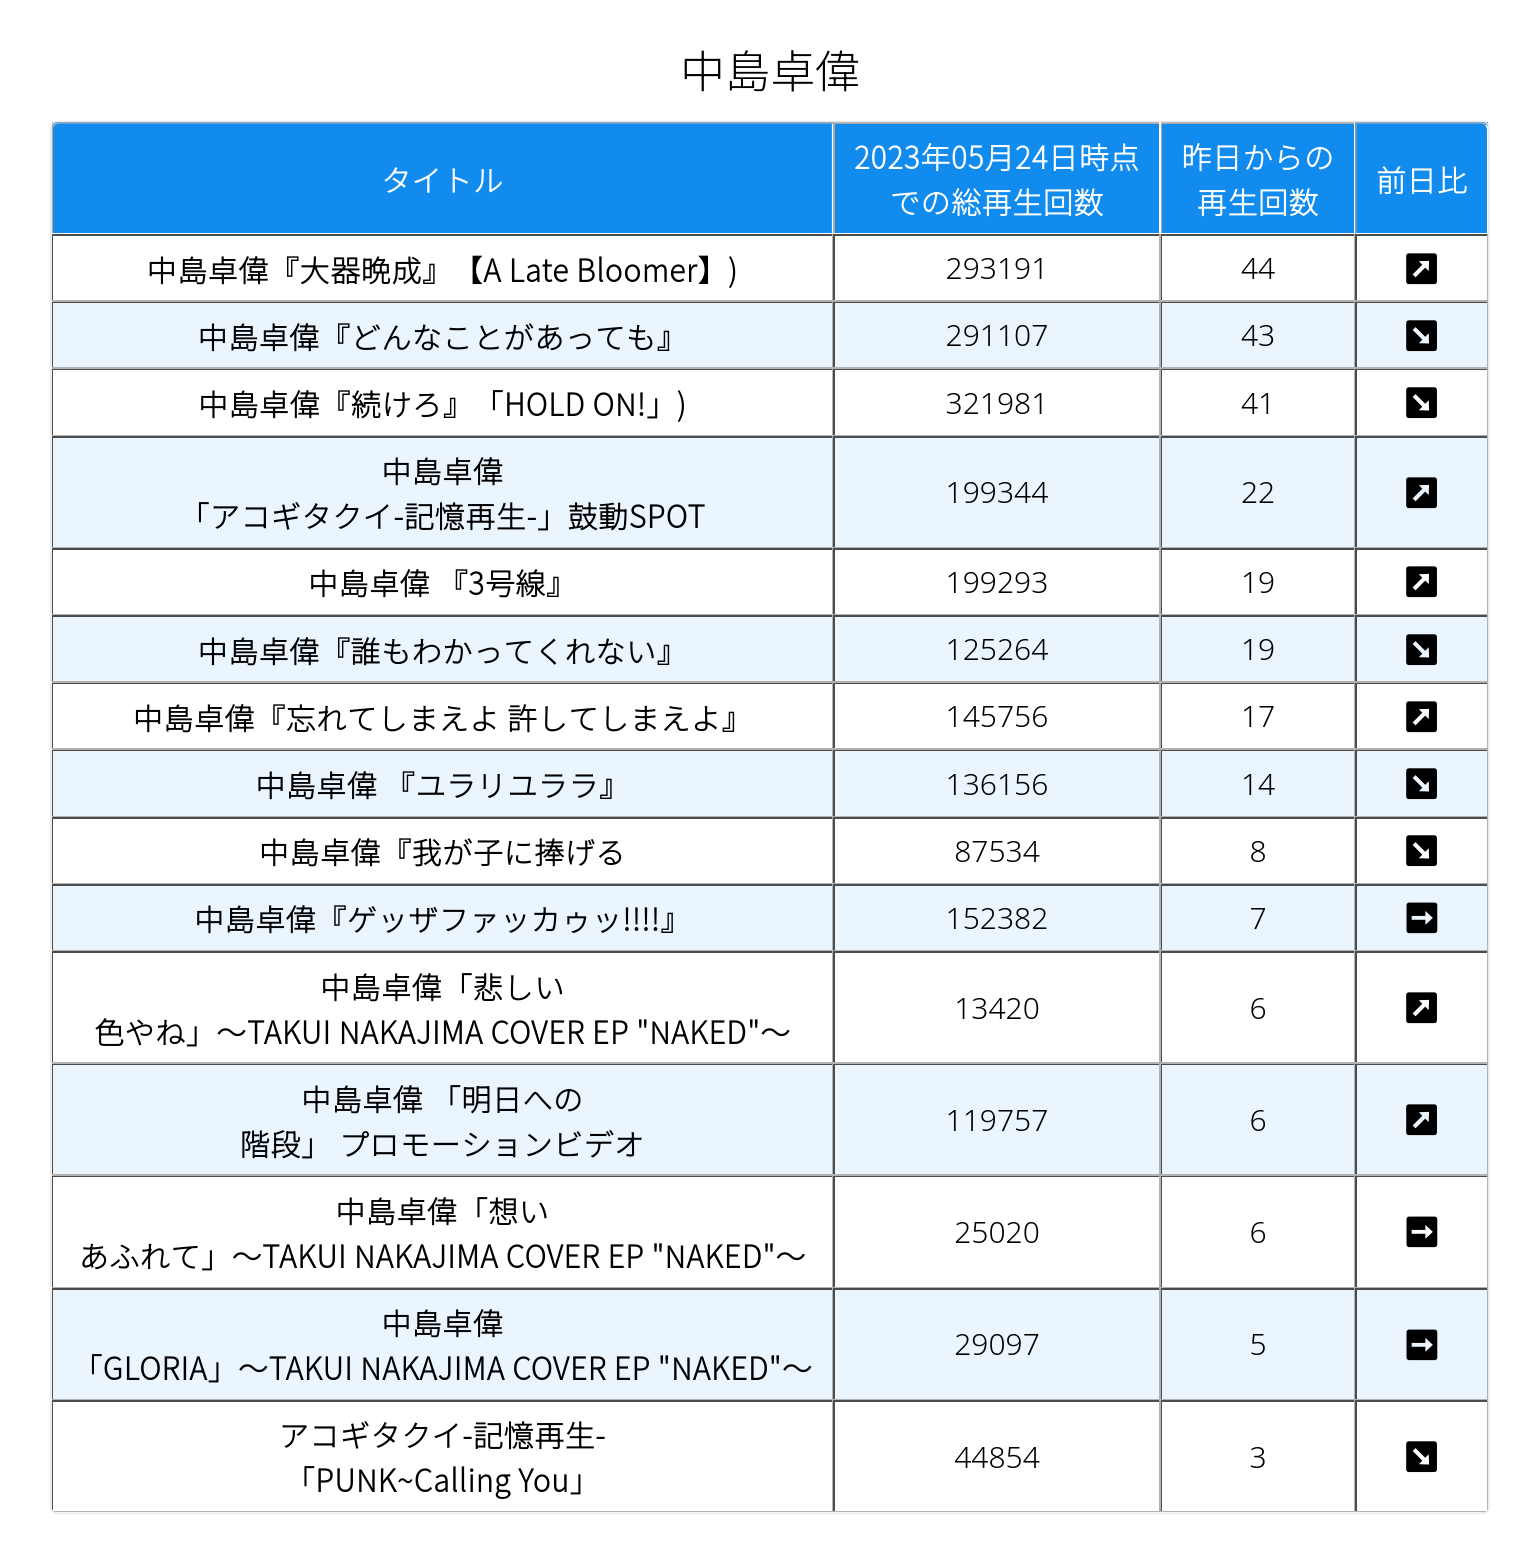 中島卓偉
タイトル
2023年05月24日時点
での総再生回数
昨日からの
再生回数
前日比
中島卓偉『大器晩成』【A Late Bloomer】)
293191
44
中島卓偉『どんなことがあっても』
291107
43
中島卓偉『続けろ』「HOLD ON!」)
321981
41
中島卓偉
「アコギタクイ-記憶再生-」鼓動SPOT
199344
22
中島卓偉 『3号線』
199293
19
中島卓偉『誰もわかってくれない』
125264
19
中島卓偉『忘れてしまえよ 許してしまえよ』
145756
17
中島卓偉 『ユラリユララ』
136156
14
中島卓偉『我が子に捧げる
87534
8
中島卓偉『ゲッザファッカゥッ!!!!』
152382
7
中島卓偉「悲しい
色やね」～TAKUI NAKAJIMA COVER EP "NAKED"～
13420
6
中島卓偉 「明日への
階段」 プロモーションビデオ
119757
6
中島卓偉「想い
あふれて」～TAKUI NAKAJIMA COVER EP "NAKED"～
25020
6
中島卓偉
「GLORIA」～TAKUI NAKAJIMA COVER EP "NAKED"～
29097
5
アコギタクイ-記憶再生-
「PUNK~Calling You」
44854
3